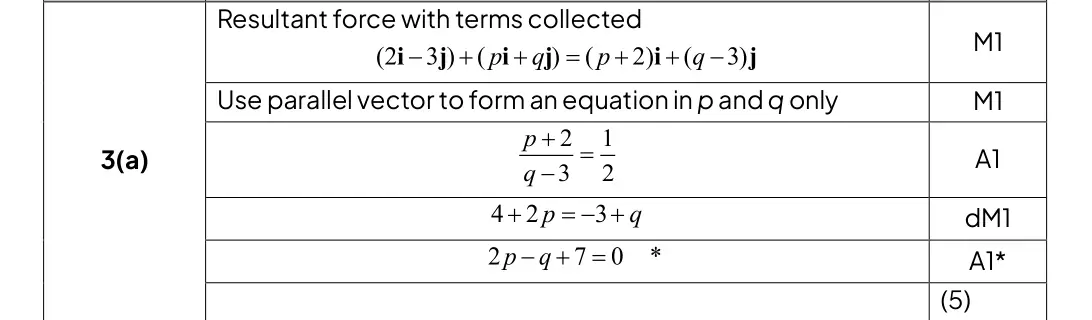 Resultant force with terms collected
(2i − 3j) + (pi + qj) = (p + 2)i + (q − 3)j
M1
Use parallel vector to form an equation in p and q only
M1
3(a)
p + 2 / q − 3 = 1 / 2
A1
4 + 2p = −3 + q
dM1
2p − q + 7 = 0 *
A1*
(5)